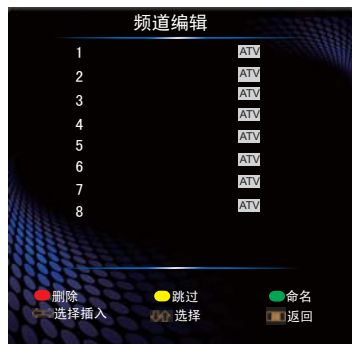 频道编辑
1 ATV
2 ATV
3 ATV
4 ATV
5 ATV
6 ATV
7 ATV
8 ATV
删除 跳过 命名
选择插入 选择 返回